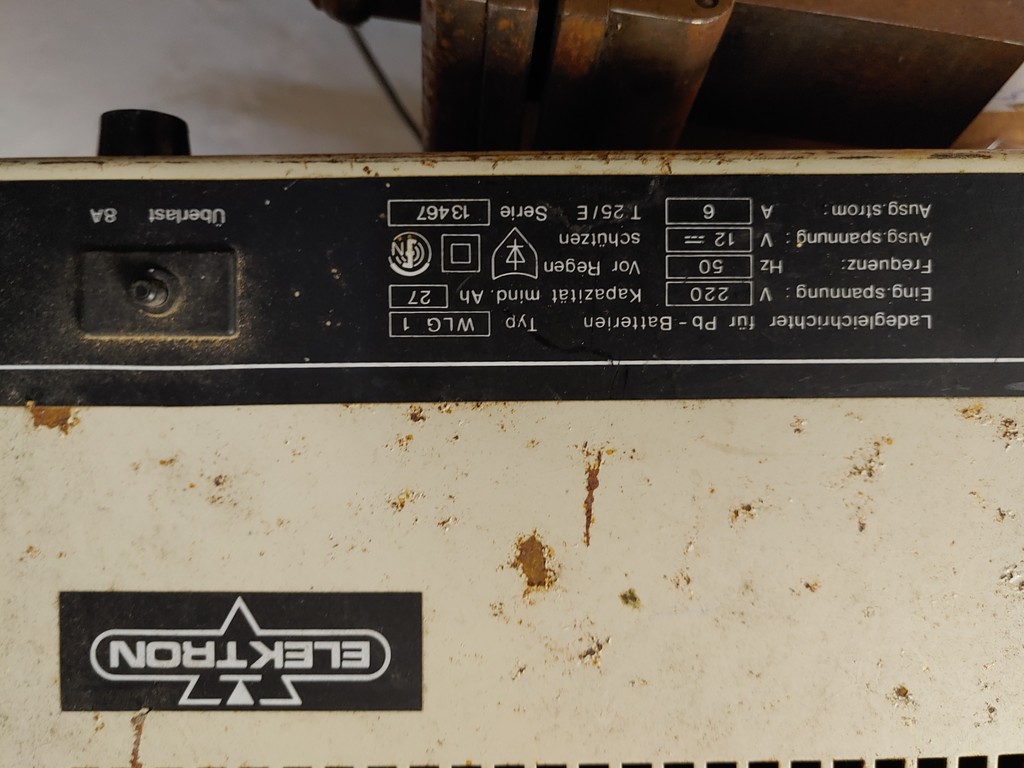 Ladegleichrichter für Pb-Batterien Typ WLG 1
Eing.spannung: 220 V Kapazität mind. 27 Ah
Frequenz: 50 Hz Vor Regen
Ausg.spannung: 12 V schützen
Ausg.strom: 6 A T 25/E Serie 13467
Überlast 8A
ELEKTRON